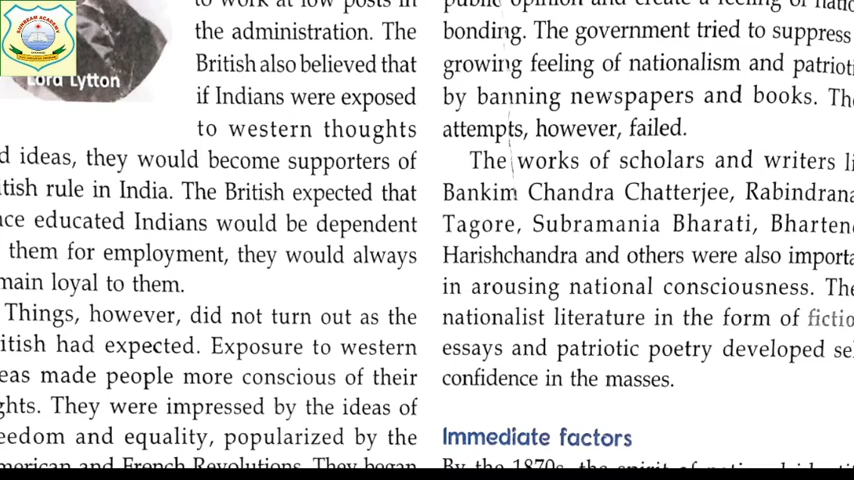 Lord Lytton
to work at low posts in
the administration. The
British also believed that
if Indians were exposed
to western thoughts
d ideas, they would become supporters of
tish rule in India. The British expected that
ce educated Indians would be dependent
them for employment, they would always
main loyal to them.
Things, however, did not turn out as the
itish had expected. Exposure to western
eas made people more conscious of their
ghts. They were impressed by the ideas of
eedom and equality, popularized by the
merican and French Revolutions. They began
public opinion and create a feeling of natio
bonding. The government tried to suppress
growing feeling of nationalism and patrioti
by banning newspapers and books. The
attempts, however, failed.
The works of scholars and writers li
Bankim Chandra Chatterjee, Rabindrana
Tagore, Subramania Bharati, Bhartend
Harishchandra and others were also importa
in arousing national consciousness. The
nationalist literature in the form of fictio
essays and patriotic poetry developed sel
confidence in the masses.
Immediate factors
By the 1870s, the spirit of national identit